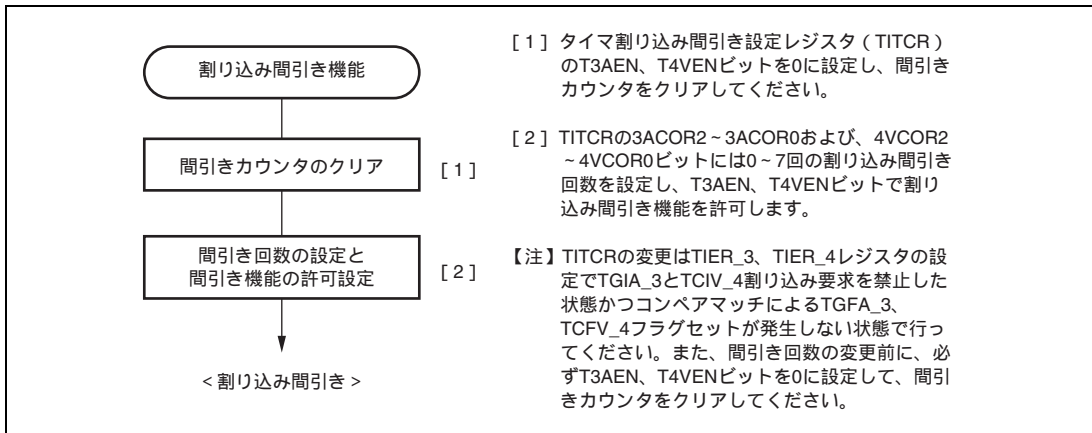 割り込み間引き機能
間引きカウンタのクリア
[1]
間引き回数の設定と
間引き機能の許可設定
[2]
<割り込み間引き>
[1] タイマ割り込み間引き設定レジスタ(TITCR)
のT3AEN、T4VENビットを0に設定し、間引き
カウンタをクリアしてください。
[2] TITCRの3ACOR2~3ACOR0および、4VCOR2
~4VCOR0ビットには0~7回の割り込み間引き
回数を設定し、T3AEN、T4VENビットで割り
込み間引き機能を許可します。
【注】TITCRの変更はTIER_3、TIER_4レジスタの設
定でTGIA_3とTCIV_4割り込み要求を禁止した
状態かつコンペアマッチによるTGFA_3、
TCFV_4フラグセットが発生しない状態で行っ
てください。また、間引き回数の変更前に、必
ずT3AEN、T4VENビットを0に設定して、間引
きカウンタをクリアしてください。